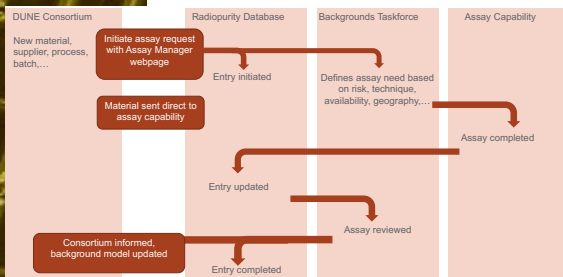 DUNE Consortium
Radiopurity Database
Backgrounds Taskforce
Assay Capability
New material,
supplier, process,
batch,…
Initiate assay request
with Assay Manager
webpage
Entry initiated
Defines assay need based
on risk, technique,
availability, geography,…
Material sent direct to
assay capability
Assay completed
Entry updated
Assay reviewed
Consortium informed,
background model updated
Entry completed